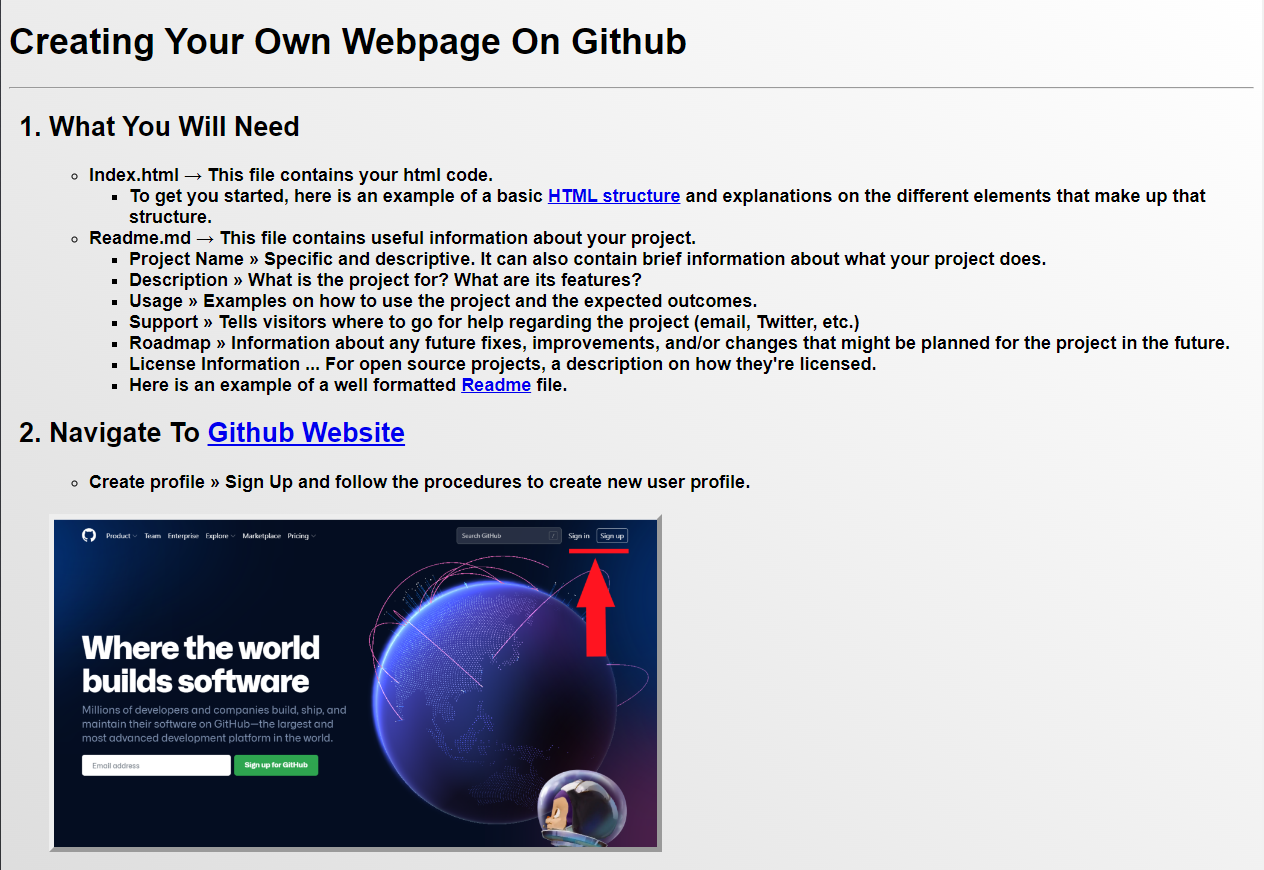 Creating Your Own Webpage On Github
1. What You Will Need
Index.html → This file contains your html code.
To get you started, here is an example of a basic HTML structure and explanations on the different elements that make up that
structure.
Readme.md → This file contains useful information about your project.
Project Name » Specific and descriptive. It can also contain brief information about what your project does.
Description » What is the project for? What are its features?
Usage » Examples on how to use the project and the expected outcomes.
Support » Tells visitors where to go for help regarding the project (email, Twitter, etc.)
Roadmap » Information about any future fixes, improvements, and/or changes that might be planned for the project in the future.
License Information ... For open source projects, a description on how they're licensed.
Here is an example of a well formatted Readme file.
2. Navigate To Github Website
Create profile » Sign Up and follow the procedures to create new user profile.
Product Team Enterprise Explore Marketplace Pricing Search GitHub / Sign in Sign up
Where the world
builds software
Millions of developers and companies build, ship, and
maintain their software on GitHub—the largest and
most advanced development platform in the world.
Email address Sign up for GitHub